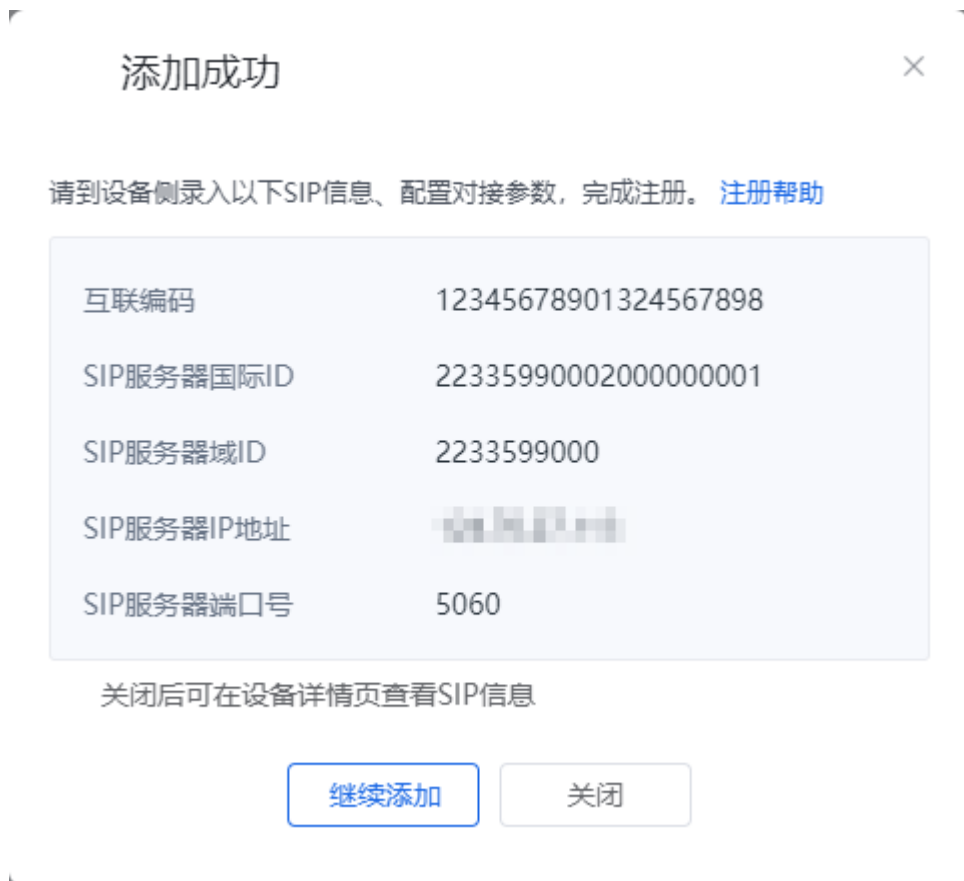 添加成功
请到设备侧录入以下SIP信息、配置对接参数，完成注册。 注册帮助
互联编码 12345678901324567898
SIP服务器国际ID 22335990002000000001
SIP服务器域ID 2233599000
SIP服务器IP地址
SIP服务器端口号 5060
关闭后可在设备详情页查看SIP信息
继续添加 关闭